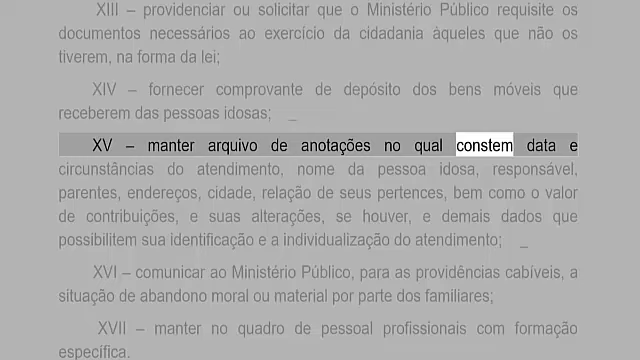 XIII – providenciar ou solicitar que o Ministério Público requisite os
documentos necessários ao exercício da cidadania àqueles que não os
tiverem, na forma da lei;
XIV – fornecer comprovante de depósito dos bens móveis que
receberem das pessoas idosas; _
XV – manter arquivo de anotações no qual constem data e
circunstâncias do atendimento, nome da pessoa idosa, responsável,
parentes, endereços, cidade, relação de seus pertences, bem como o valor
de contribuições, e suas alterações, se houver, e demais dados que
possibilitem sua identificação e a individualização do atendimento; _
XVI – comunicar ao Ministério Público, para as providências cabíveis, a
situação de abandono moral ou material por parte dos familiares;
XVII – manter no quadro de pessoal profissionais com formação
específica.